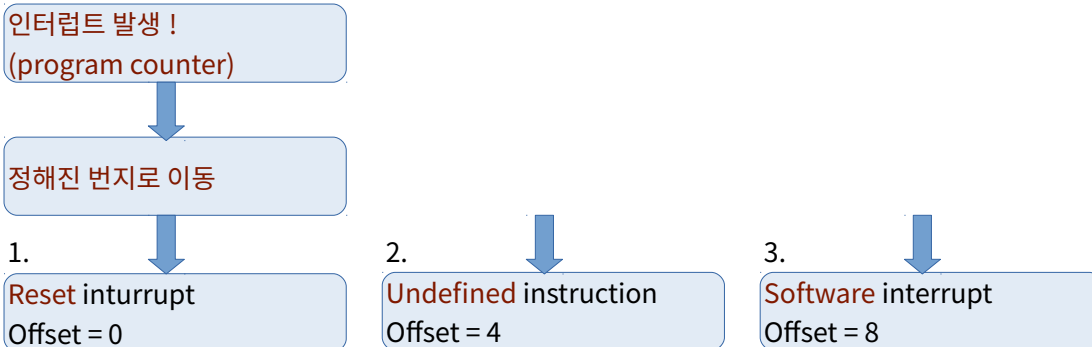 인터럽트 발생 !
(program counter)
정해진 번지로 이동
1.
Reset inturrupt
Offset = 0
2.
Undefined instruction
Offset = 4
3.
Software interrupt
Offset = 8